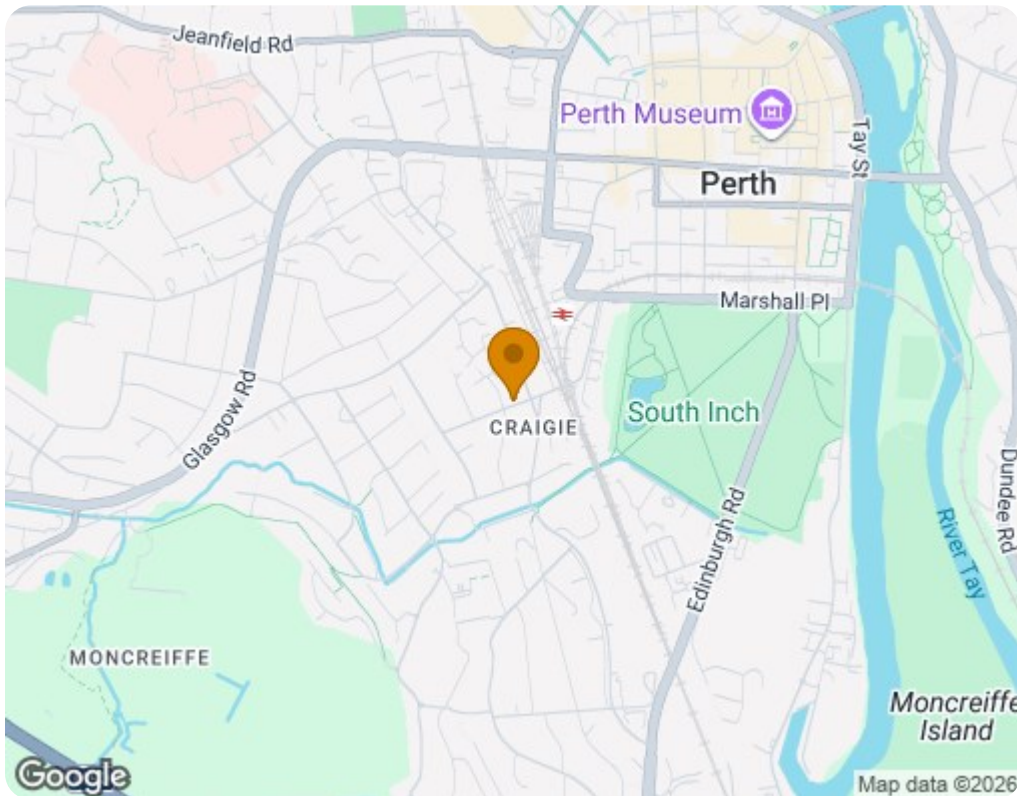 Jeanfield Rd
Perth Museum
Tay St
Perth
Marshall Pl
Glasgow Rd
CRAIGIE
South Inch
Dundee Rd
Edinburgh Rd
River Tay
MONCREIFFE
Moncreiffe
Island
Google
Map data ©2026